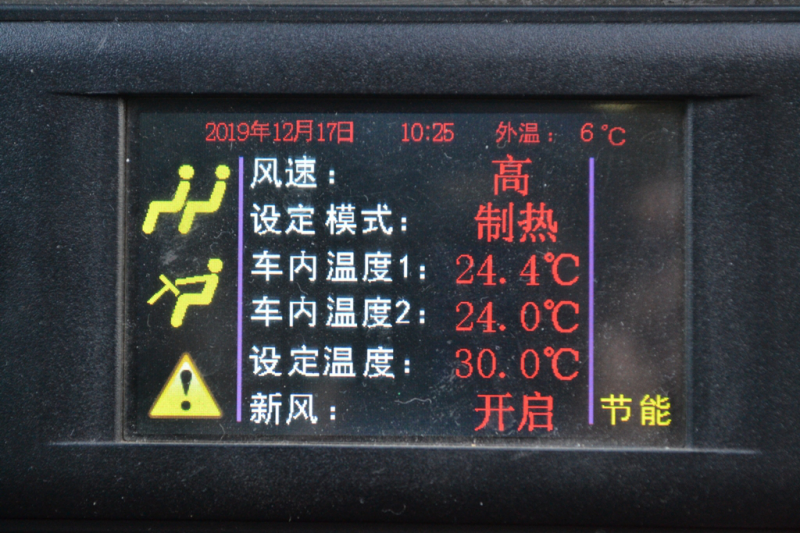 2019年12月17日 10:25 外温： 6℃
风速： 高
设定模式： 制热
车内温度1： 24.4℃
车内温度2： 24.0℃
设定温度： 30.0℃
新风： 开启 节能